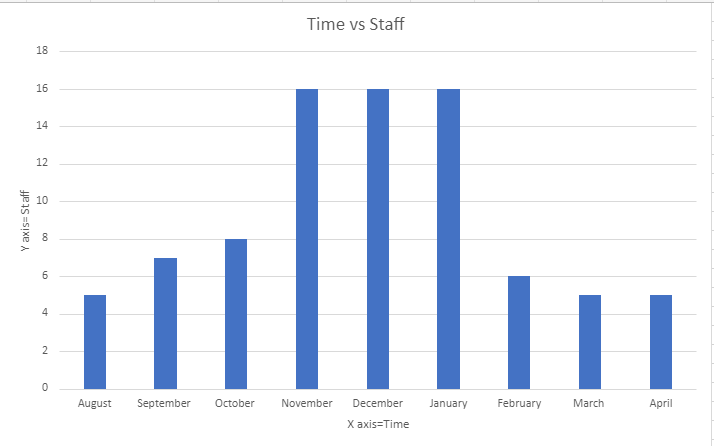 Time vs Staff
18
16
14
12
10
8
6
4
2
0
Y axis= Staff
August September October November December January February March April
X axis=Time